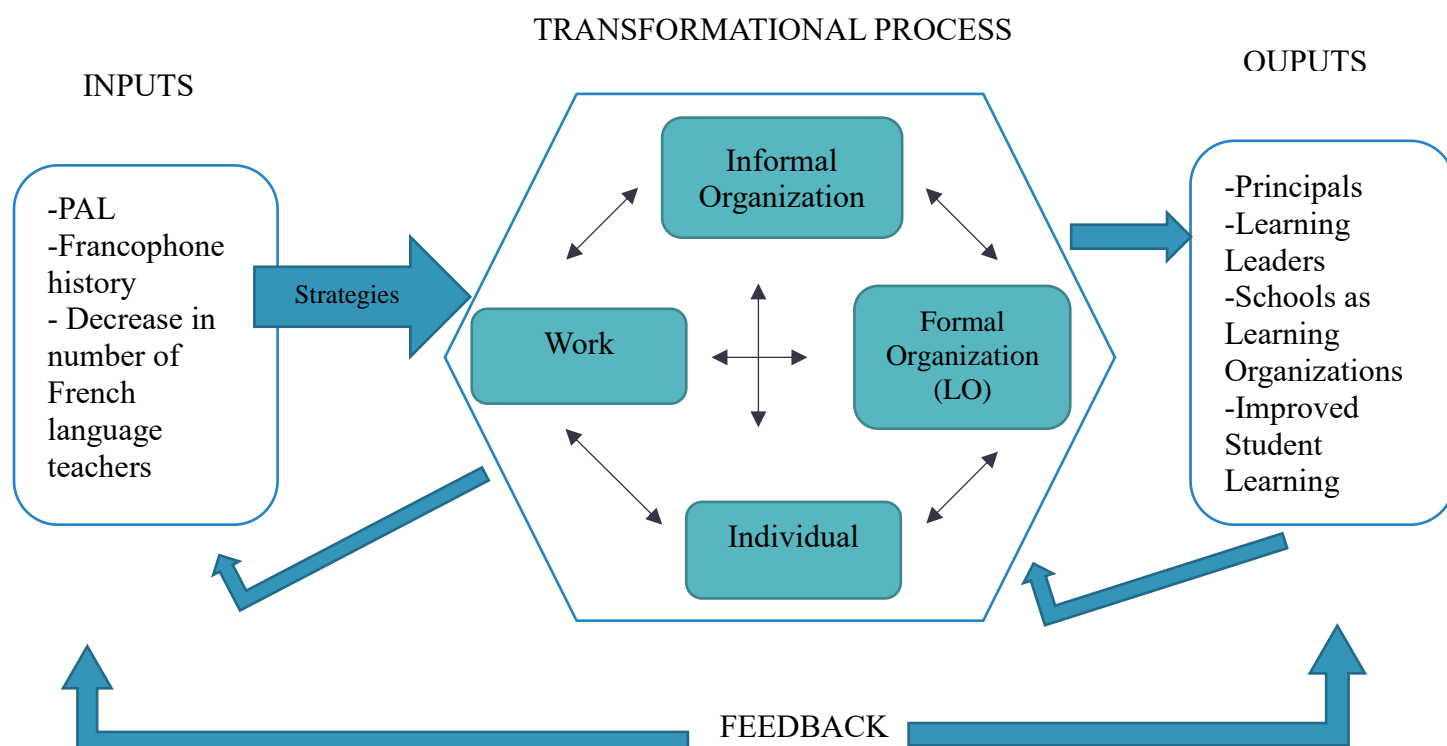 TRANSFORMATIONAL PROCESS
INPUTS
OUPUTS
-PAL
-Francophone
history
- Decrease in
number of
French
language
teachers
Strategies
Informal
Organization
Work
Formal
Organization
(LO)
Individual
-Principals
-Learning
Leaders
-Schools as
Learning
Organizations
-Improved
Student
Learning
FEEDBACK